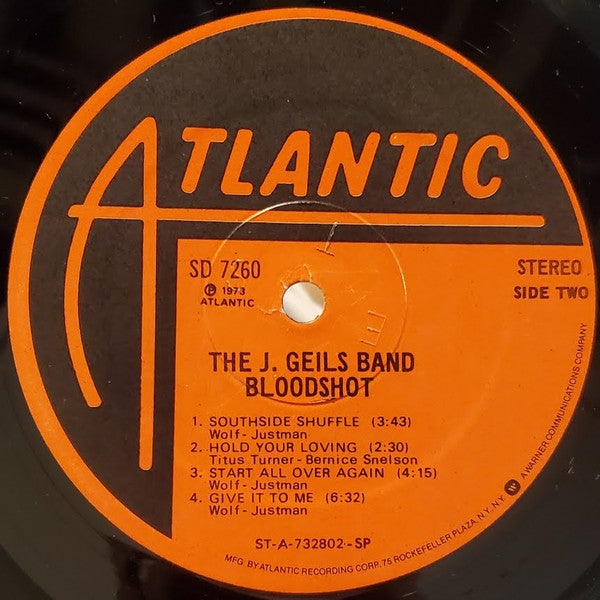 ATLANTIC
SD 7260
℗ 1973
ATLANTIC
STEREO
SIDE TWO
THE J. GEILS BAND
BLOODSHOT
1. SOUTHSIDE SHUFFLE (3:43)
Wolf - Justman
2. HOLD YOUR LOVING (2:30)
Titus Turner - Bernice Snelson
3. START ALL OVER AGAIN (4:15)
Wolf - Justman
4. GIVE IT TO ME (6:32)
Wolf - Justman
ST-A-732802-SP
MFG. BY ATLANTIC RECORDING CORP., 75 ROCKEFELLER PLAZA, N.Y., N.Y. A WARNER COMMUNICATIONS COMPANY